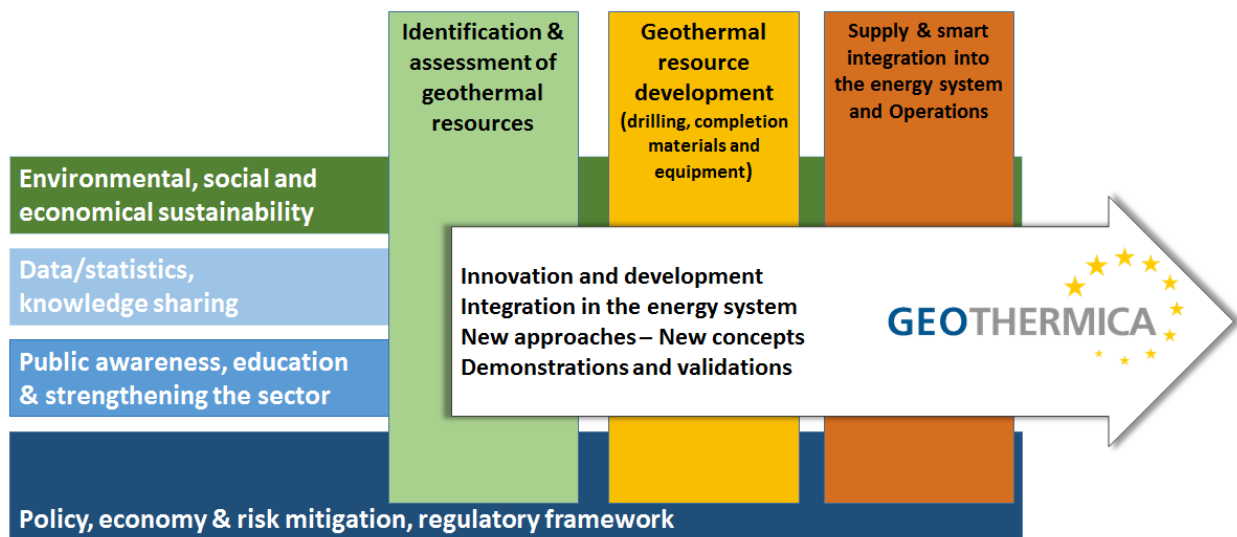 Identification &
assessment of
geothermal
resources
Geothermal
resource
development
(drilling, completion
materials and
equipment)
Supply & smart
integration into
the energy system
and Operations
Environmental, social and
economical sustainability
Data/statistics,
knowledge sharing
Public awareness, education
& strengthening the sector
Innovation and development
Integration in the energy system
New approaches – New concepts
Demonstrations and validations
GEOTHERMICA
Policy, economy & risk mitigation, regulatory framework